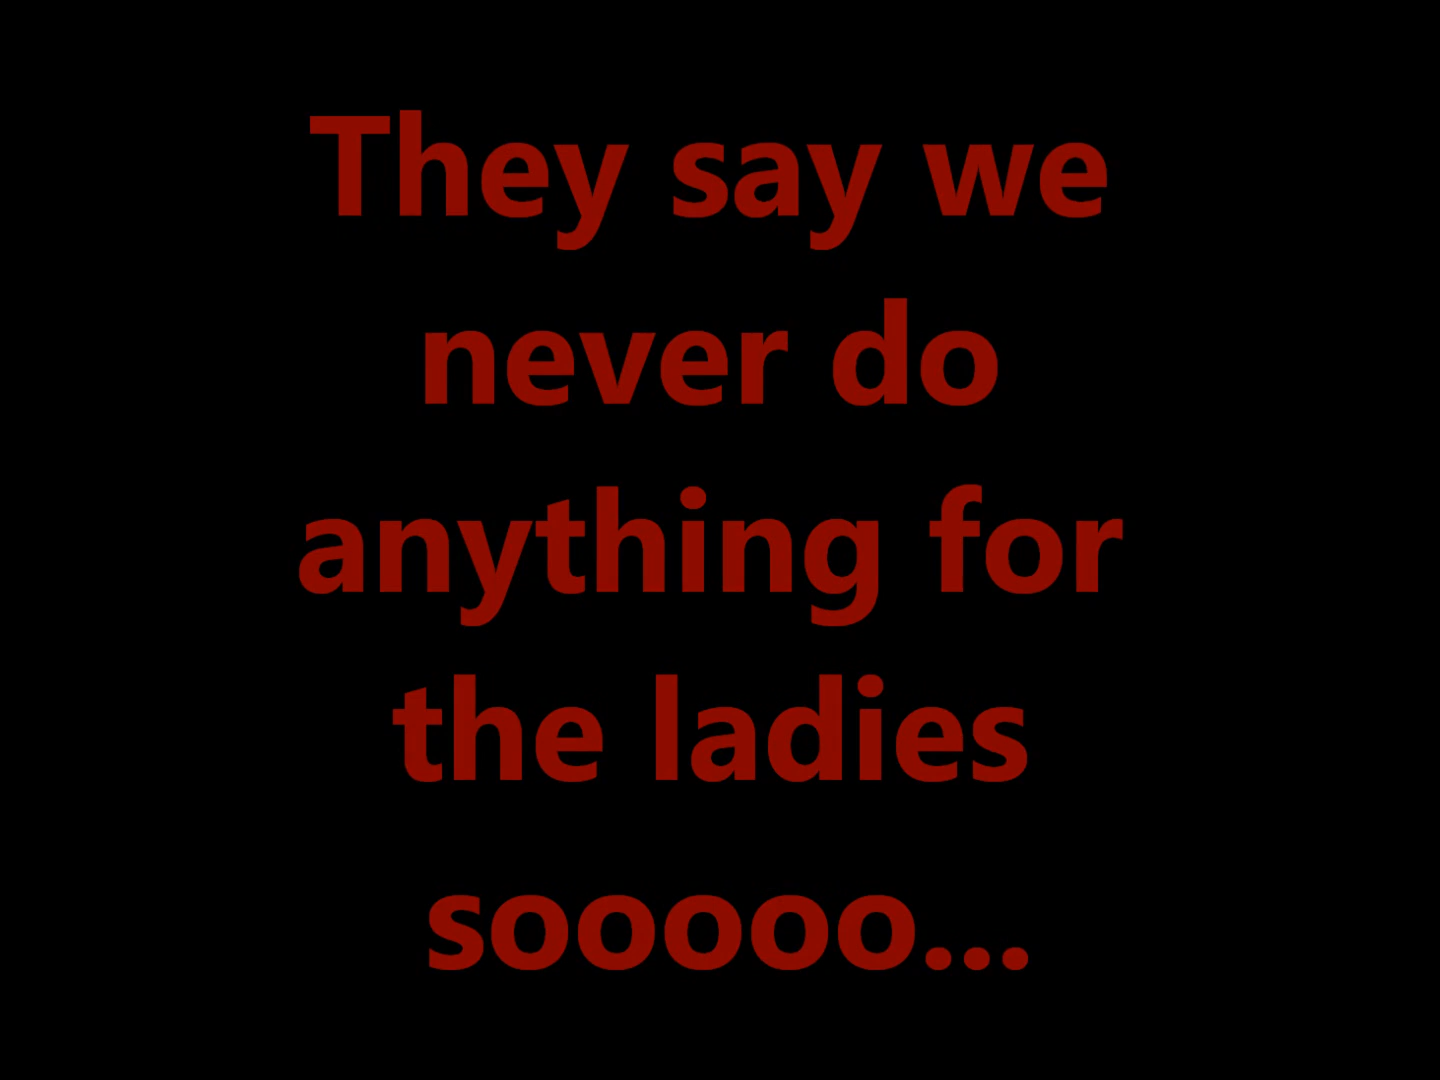 They say we
never do
anything for
the ladies
sooooo...